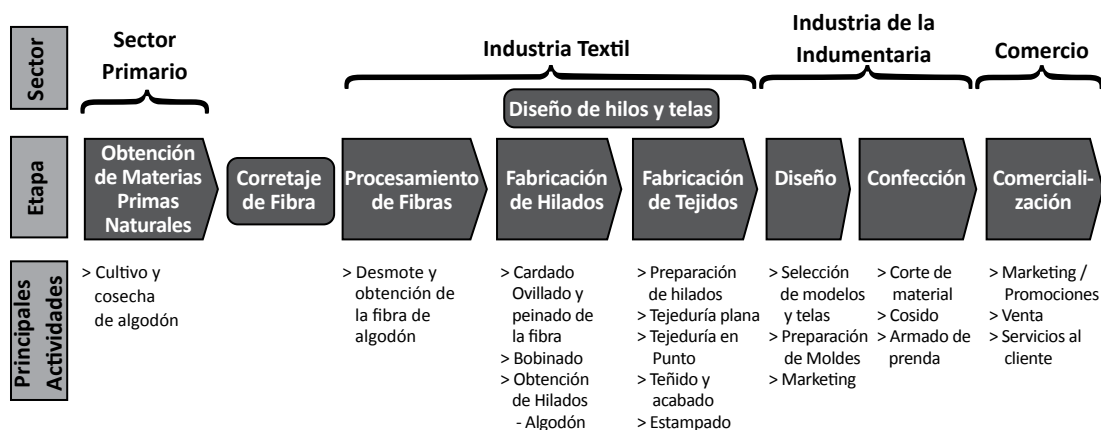 Sector
Sector
Primario
Industria Textil
Industria de la
Indumentaria
Comercio
Diseño de hilos y telas
Etapa
Obtención
de Materias
Primas
Naturales
Corretaje
de Fibra
Procesamiento
de Fibras
Fabricación
de Hilados
Fabricación
de Tejidos
Diseño
Confección
Comerciali-
zación
Principales
Actividades
> Cultivo y
cosecha
de algodón
> Desmote y
obtención de
la fibra de
algodón
> Cardado
Ovillado y
peinado de
la fibra
> Bobinado
> Obtención
de Hilados
- Algodón
> Preparación
de hilados
> Tejeduría plana
> Tejeduría en
Punto
> Teñido y
acabado
> Estampado
> Selección
de modelos
y telas
> Preparación
de Moldes
> Marketing
> Corte de
material
> Cosido
> Armado de
prenda
> Marketing /
Promociones
> Venta
> Servicios al
cliente